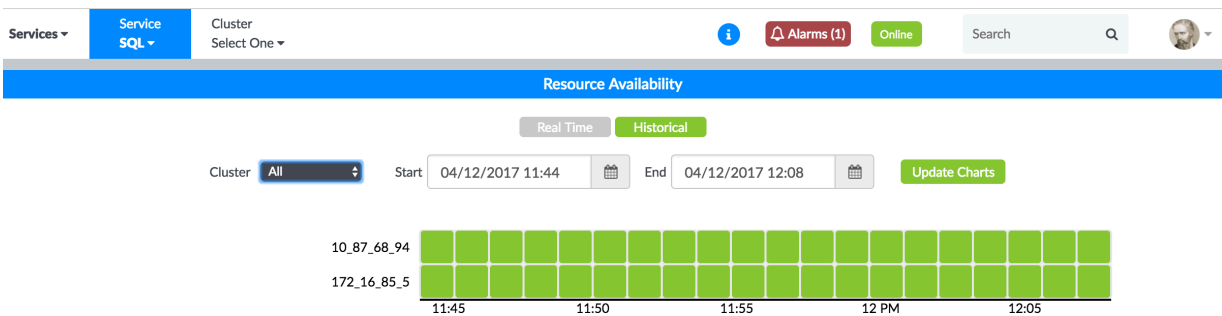 Services
Service
SQL
Cluster
Select One
i
Alarms (1)
Online
Search
Resource Availability
Real Time Historical
Cluster All Start 04/12/2017 11:44 End 04/12/2017 12:08 Update Charts
10_87_68_94
172_16_85_5
11:45 11:50 11:55 12 PM 12:05